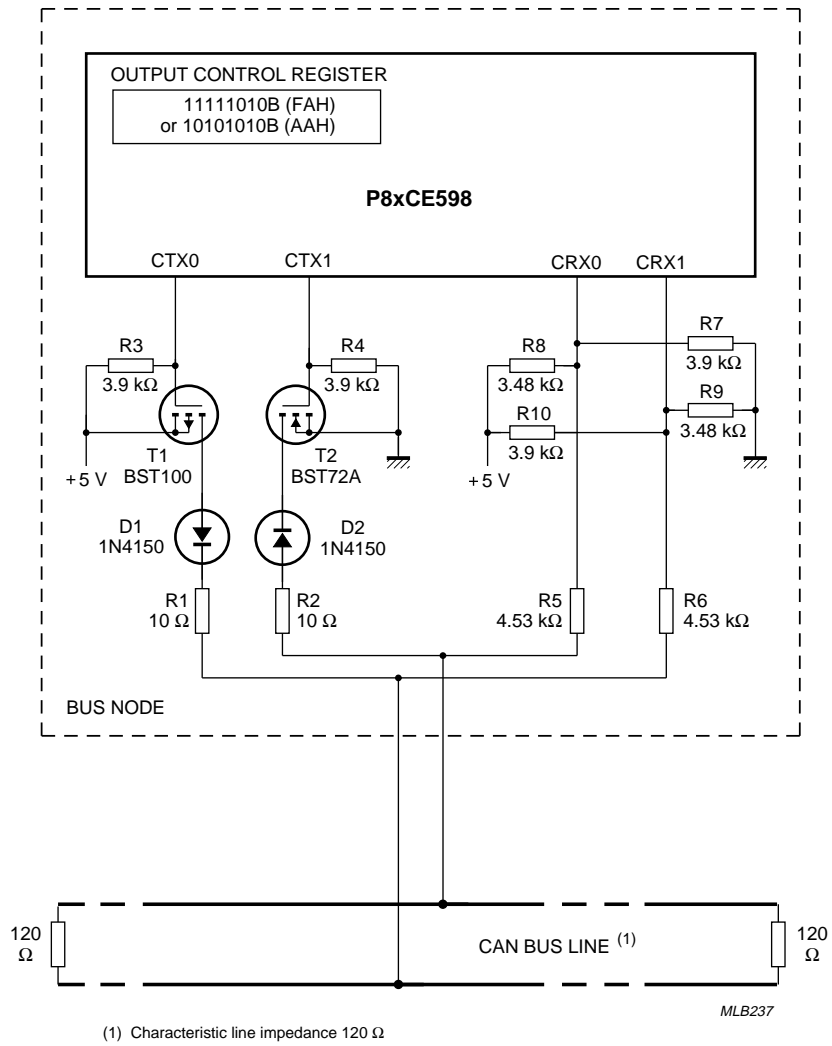 OUTPUT CONTROL REGISTER
11111010B (FAH)
or 10101010B (AAH)
P8xCE598
CTX0
CTX1
CRX0
CRX1
R3
3.9 kΩ
R4
3.9 kΩ
R8
3.48 kΩ
R7
3.9 kΩ
R10
3.9 kΩ
R9
3.48 kΩ
+5 V
T1
BST100
T2
BST72A
+5 V
D1
1N4150
D2
1N4150
R1
10 Ω
R2
10 Ω
R5
4.53 kΩ
R6
4.53 kΩ
BUS NODE
120
Ω
CAN BUS LINE (1)
120
Ω
MLB237
(1) Characteristic line impedance 120 Ω